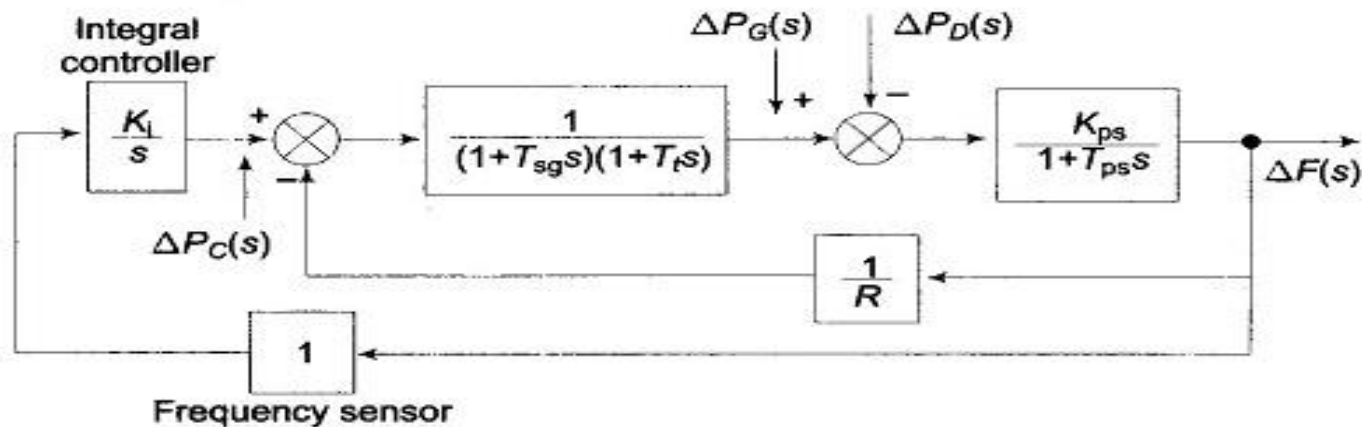 Integral
controller
ΔP_G(s)
ΔP_D(s)
K_i
s
+
−
1
(1+T_sg s)(1+T_t s)
+
−
K_ps
1+T_ps s
ΔF(s)
ΔP_C(s)
1
R
1
Frequency sensor